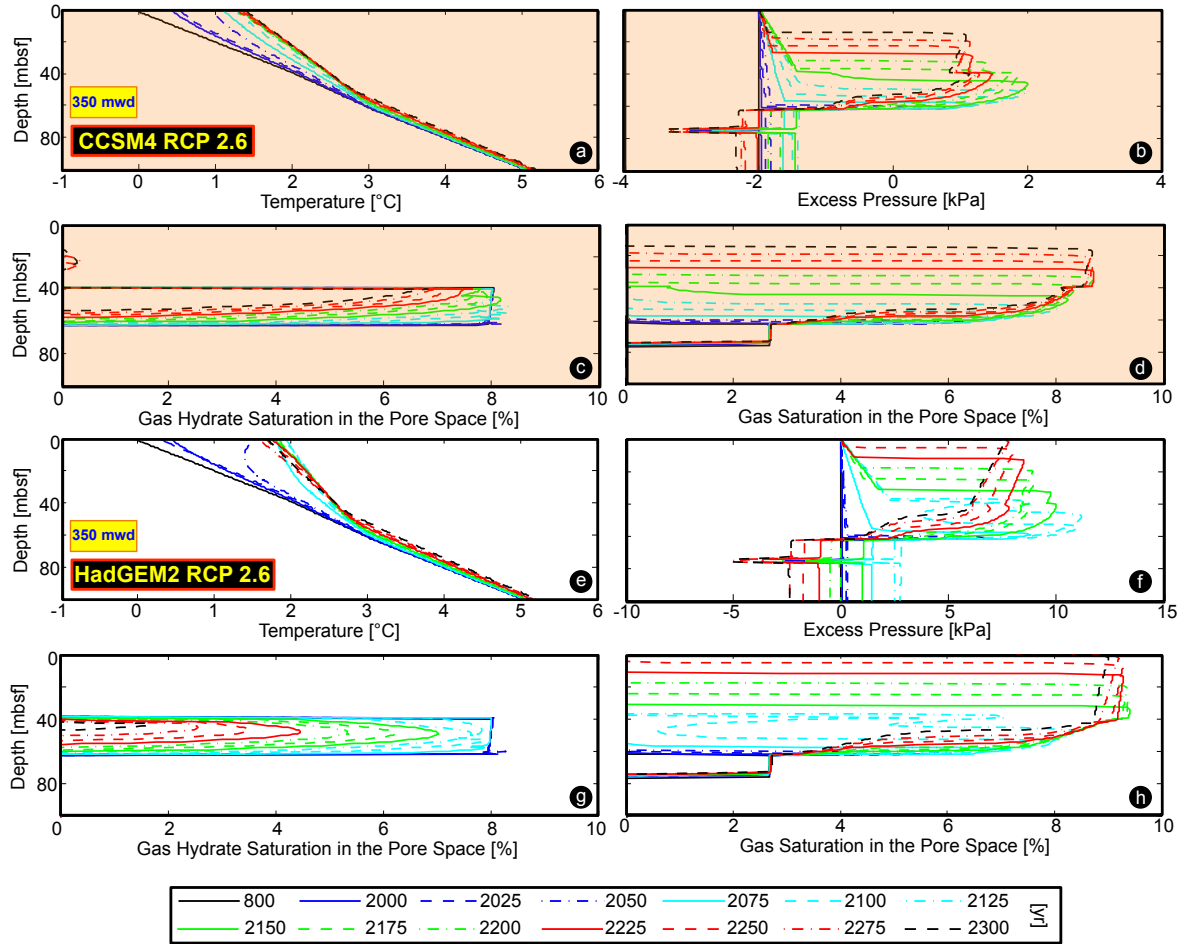 0
40
80
Depth [mbsf]
350 mwd
CCSM4 RCP 2.6
a
b
-1 0 1 2 3 4 5 6
-4 -2 0 2 4
Temperature [°C]
Excess Pressure [kPa]
0
40
80
Depth [mbsf]
c
d
0 2 4 6 8 10
0 2 4 6 8 10
Gas Hydrate Saturation in the Pore Space [%]
Gas Saturation in the Pore Space [%]
0
40
80
Depth [mbsf]
350 mwd
HadGEM2 RCP 2.6
e
f
-1 0 1 2 3 4 5 6
-10 -5 0 5 10 15
Temperature [°C]
Excess Pressure [kPa]
0
40
80
Depth [mbsf]
g
h
0 2 4 6 8 10
0 2 4 6 8 10
Gas Hydrate Saturation in the Pore Space [%]
Gas Saturation in the Pore Space [%]
800 2000 2025 2050 2075 2100 2125
2150 2175 2200 2225 2250 2275 2300
[yr]